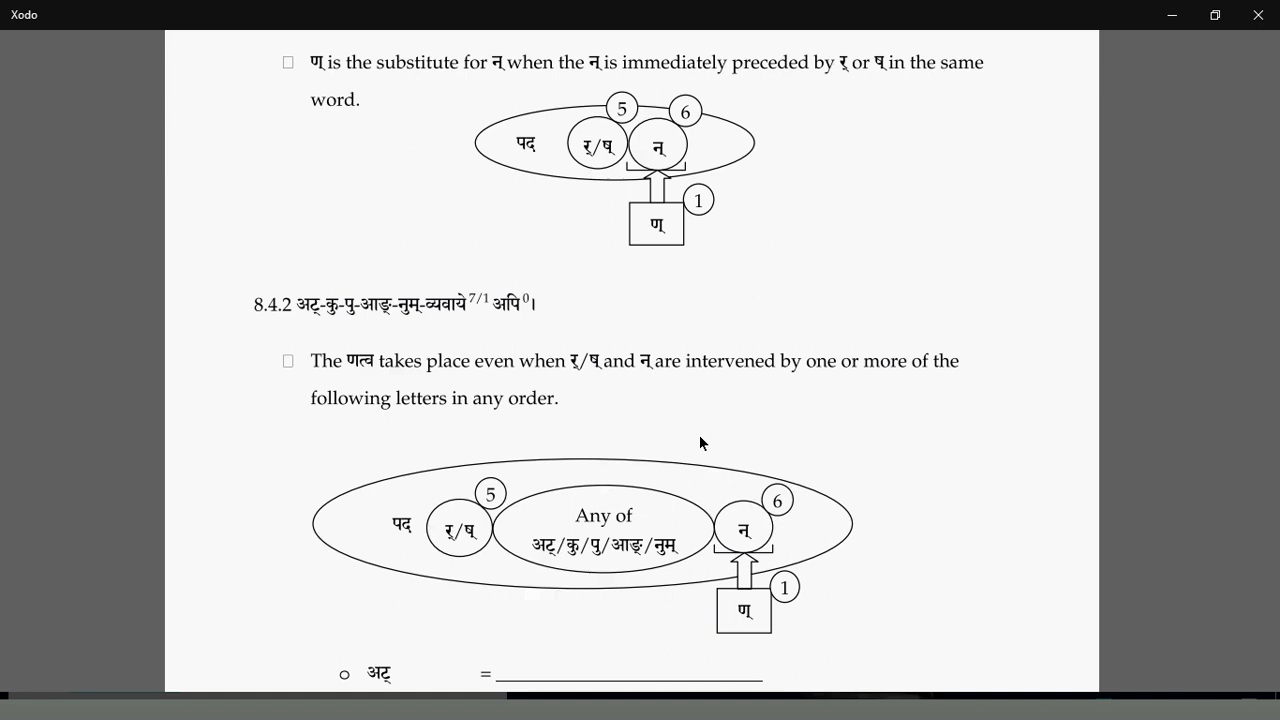 Xodo
ण् is the substitute for न् when the न् is immediately preceded by र् or ष् in the same
word.
5
6
पद
र्/ष्
न्
1
ण्
8.4.2 अट्-कु-पु-आङ्-नुम्-व्यवाये 7/1 अपि 0।
The णत्व takes place even when र्/ष् and न् are intervened by one or more of the
following letters in any order.
5
6
पद
र्/ष्
Any of
अट्/कु/पु/आङ्/नुम्
न्
1
ण्
o अट् = ____________________